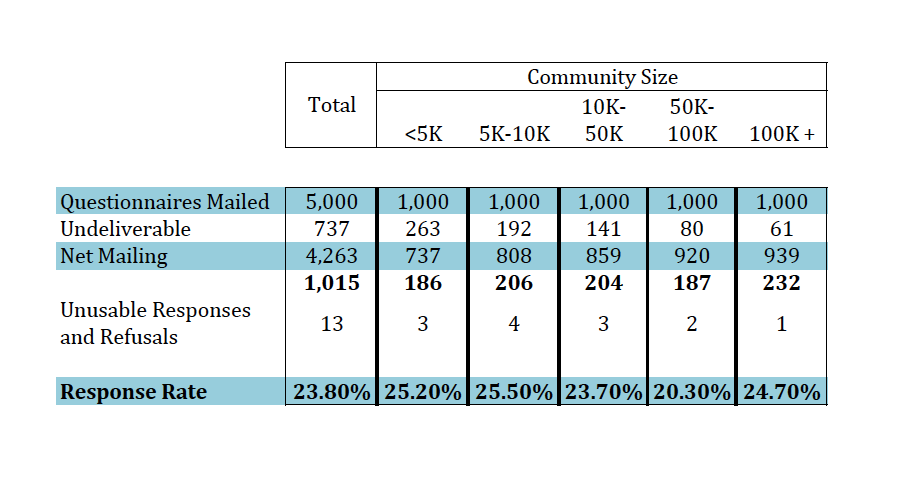 Community Size
Total
10K- 50K-
<5K 5K-10K 50K 100K 100K +
Questionnaires Mailed 5,000 1,000 1,000 1,000 1,000 1,000
Undeliverable 737 263 192 141 80 61
Net Mailing 4,263 737 808 859 920 939
1,015 186 206 204 187 232
Unusable Responses
and Refusals 13 3 4 3 2 1
Response Rate 23.80% 25.20% 25.50% 23.70% 20.30% 24.70%